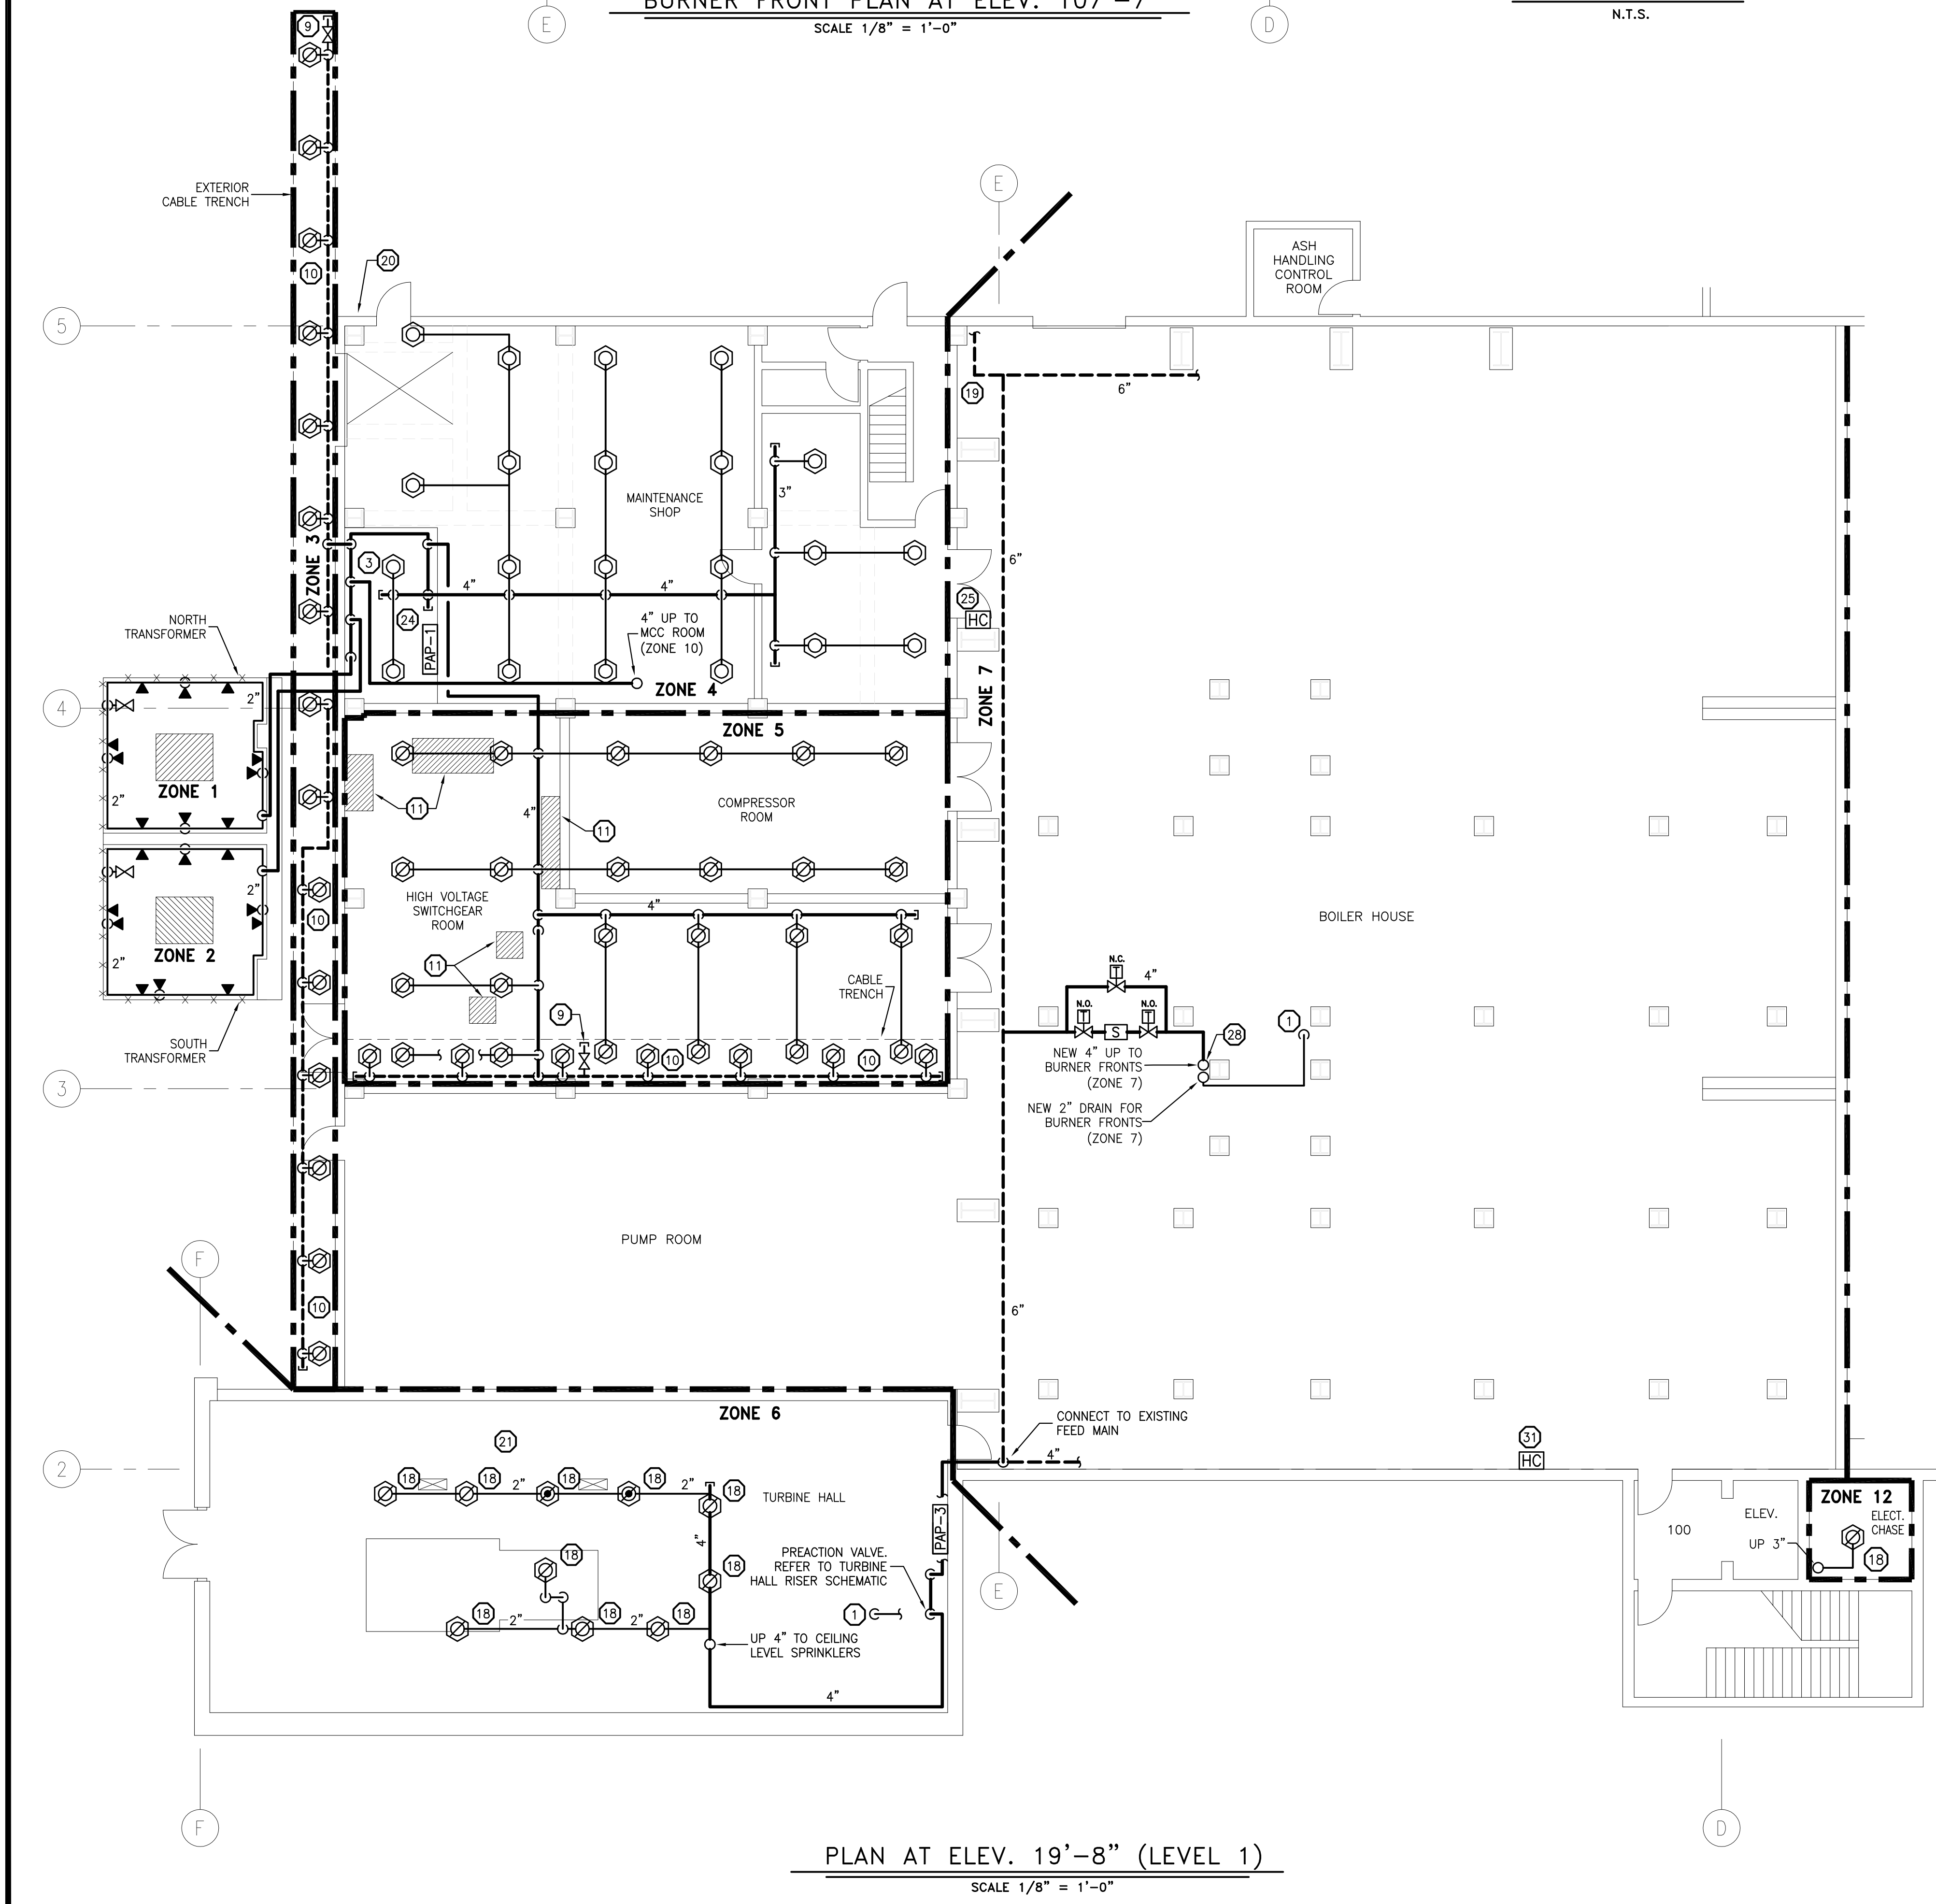 BURNER FRONT PLAN AT ELEV. 107'-7"
SCALE 1/8" = 1'-0"
N.T.S.
E
D
9
EXTERIOR
CABLE TRENCH
10
20
E
ASH
HANDLING
CONTROL
ROOM
5
19
6"
MAINTENANCE
SHOP
3"
ZONE 3
3
6"
4"
4"
24
PAP-1
25
HC
4" UP TO
MCC ROOM
(ZONE 10)
NORTH
TRANSFORMER
ZONE 4
ZONE 7
4
2"
ZONE 5
ZONE 1
2"
11
4"
11
COMPRESSOR
ROOM
2"
HIGH VOLTAGE
SWITCHGEAR
ROOM
4"
10
BOILER HOUSE
ZONE 2
2"
11
CABLE
TRENCH
N.C.
4"
N.O.
N.O.
S
1
28
9
SOUTH
TRANSFORMER
10
10
NEW 4" UP TO
BURNER FRONTS
(ZONE 7)
3
NEW 2" DRAIN FOR
BURNER FRONTS
(ZONE 7)
PUMP ROOM
F
10
6"
ZONE 6
CONNECT TO EXISTING
FEED MAIN
4"
21
31
HC
2
18
18
2"
18
18
2"
18
TURBINE HALL
PAP-3
ZONE 12
ELEV.
ELECT.
CHASE
100
UP 3"
18
4"
18
18
PREACTION VALVE.
REFER TO TURBINE
HALL RISER SCHEMATIC
E
18
2"
18
2"
18
1
UP 4" TO CEILING
LEVEL SPRINKLERS
4"
F
D
PLAN AT ELEV. 19'-8" (LEVEL 1)
SCALE 1/8" = 1'-0"